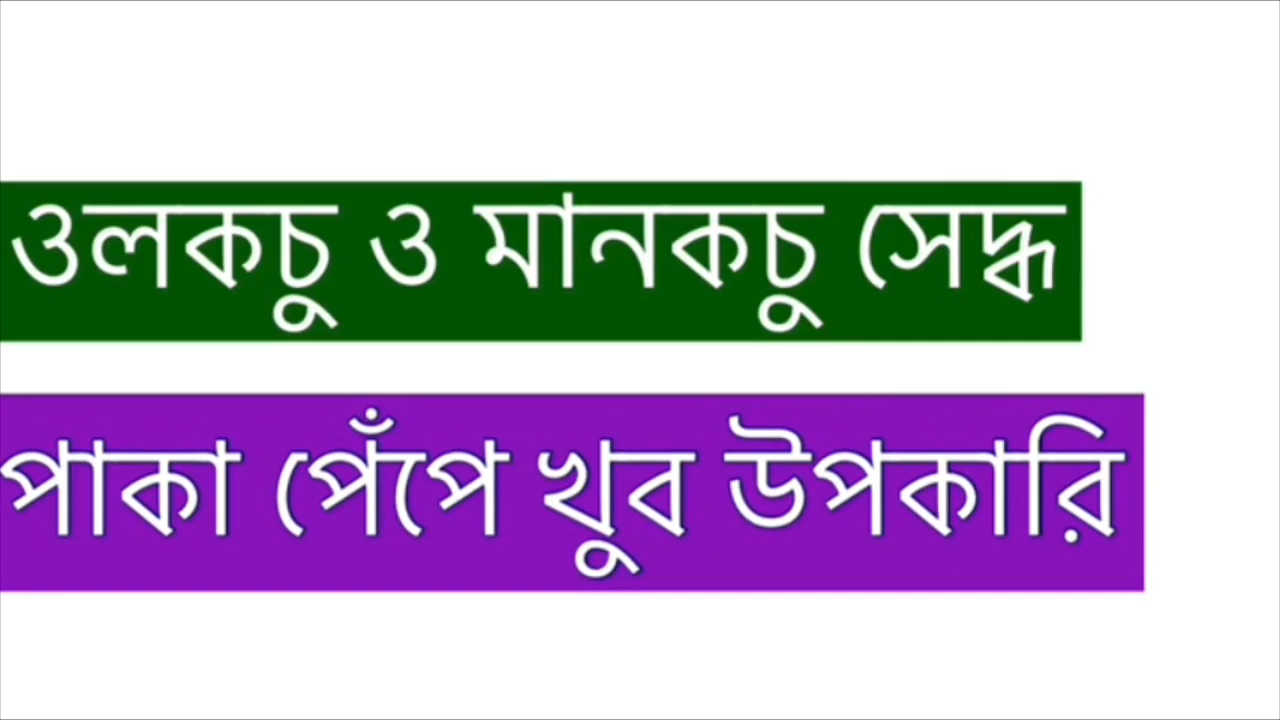 ওলকচু ও মানকচু সেদ্ধ
পাকা পেঁপে খুব উপকারি